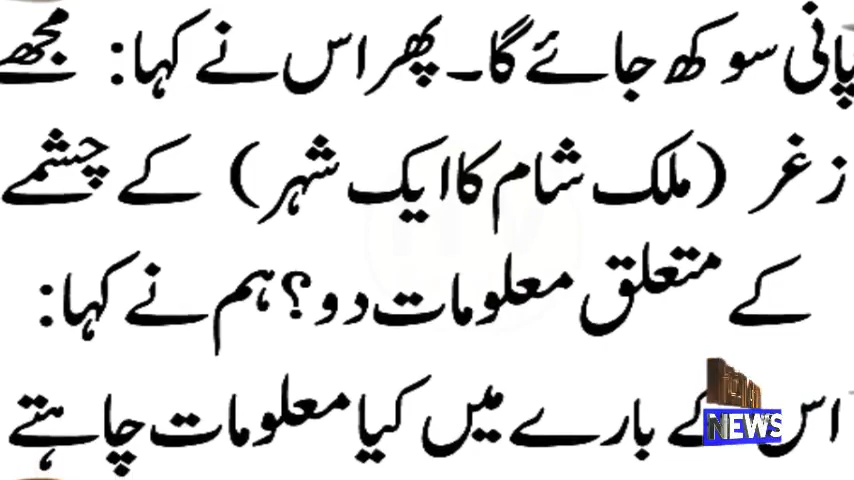 پانی سوکھ جائے گا۔ پھر اس نے کہا: مجھے
زغر (ملک شام کا ایک شہر) کے چشمے
کے متعلق معلومات دو؟ ہم نے کہا:
اس کے بارے میں کیا معلومات چاہتے
NEWS